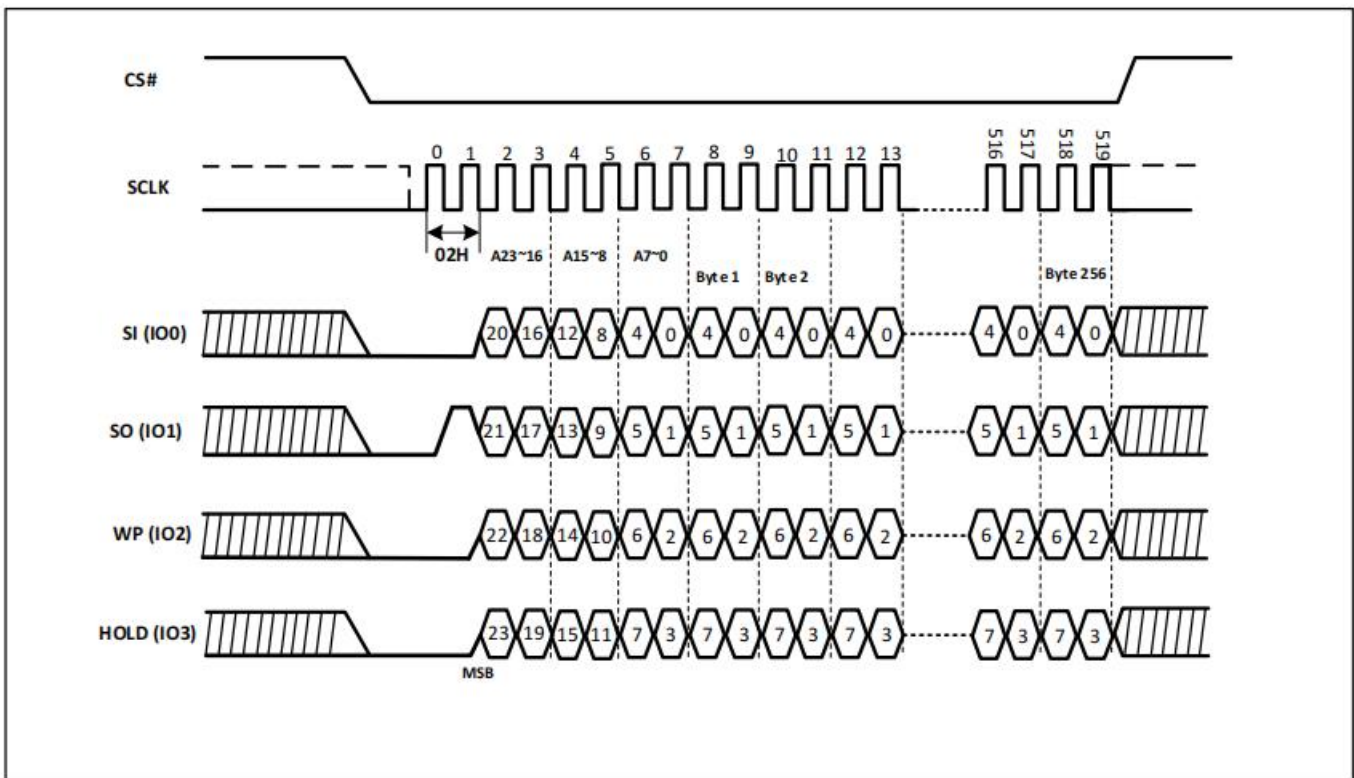 CS#
516 517 518 519
0 1 2 3 4 5 6 7 8 9 10 11 12 13
SCLK
02H A23~16 A15~8 A7~0
Byte 1 Byte 2 Byte 256
SI (IO0) 20 16 12 8 4 0 4 0 4 0 4 0 4 0 4 0
SO (IO1) 21 17 13 9 5 1 5 1 5 1 5 1 5 1 5 1
WP (IO2) 22 18 14 10 6 2 6 2 6 2 6 2 6 2 6 2
HOLD (IO3) 23 19 15 11 7 3 7 3 7 3 7 3 7 3 7 3
MSB